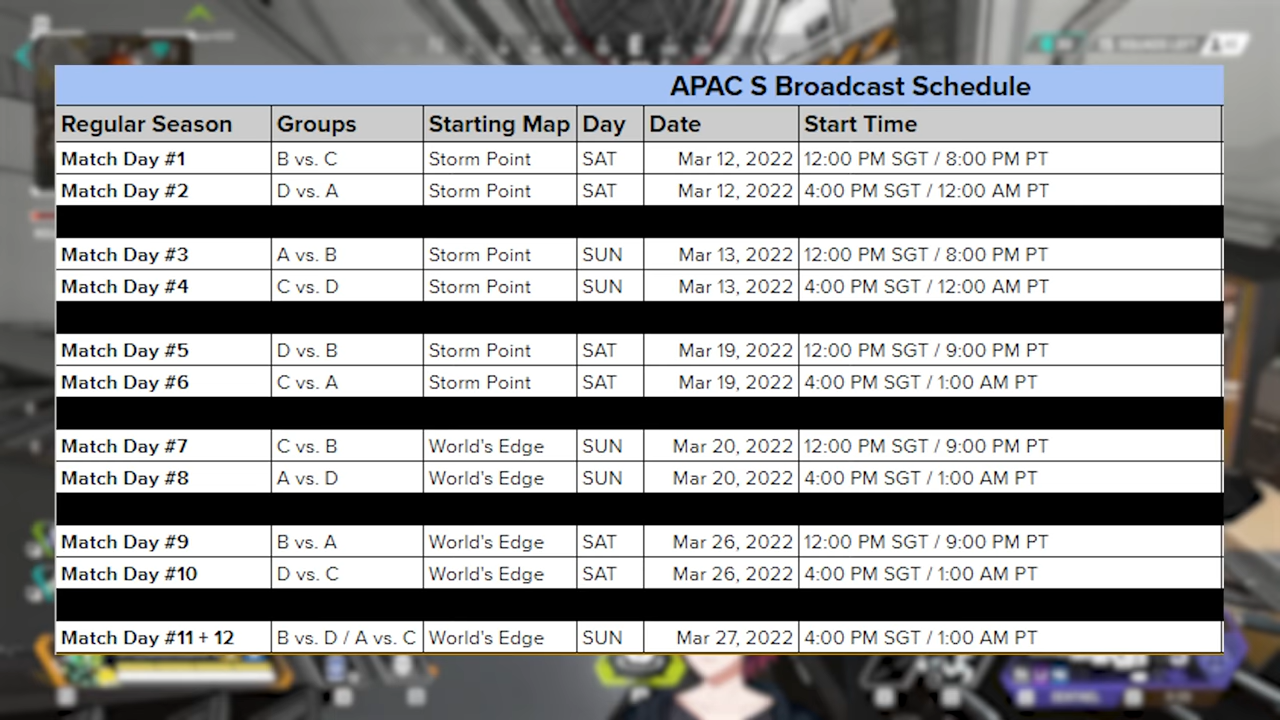 APAC S Broadcast Schedule
Regular Season Groups Starting Map Day Date Start Time
Match Day #1 B vs. C Storm Point SAT Mar 12, 2022 12:00 PM SGT / 8:00 PM PT
Match Day #2 D vs. A Storm Point SAT Mar 12, 2022 4:00 PM SGT / 12:00 AM PT
Match Day #3 A vs. B Storm Point SUN Mar 13, 2022 12:00 PM SGT / 8:00 PM PT
Match Day #4 C vs. D Storm Point SUN Mar 13, 2022 4:00 PM SGT / 12:00 AM PT
Match Day #5 D vs. B Storm Point SAT Mar 19, 2022 12:00 PM SGT / 9:00 PM PT
Match Day #6 C vs. A Storm Point SAT Mar 19, 2022 4:00 PM SGT / 1:00 AM PT
Match Day #7 C vs. B World's Edge SUN Mar 20, 2022 12:00 PM SGT / 9:00 PM PT
Match Day #8 A vs. D World's Edge SUN Mar 20, 2022 4:00 PM SGT / 1:00 AM PT
Match Day #9 B vs. A World's Edge SAT Mar 26, 2022 12:00 PM SGT / 9:00 PM PT
Match Day #10 D vs. C World's Edge SAT Mar 26, 2022 4:00 PM SGT / 1:00 AM PT
Match Day #11 + 12 B vs. D / A vs. C World's Edge SUN Mar 27, 2022 4:00 PM SGT / 1:00 AM PT